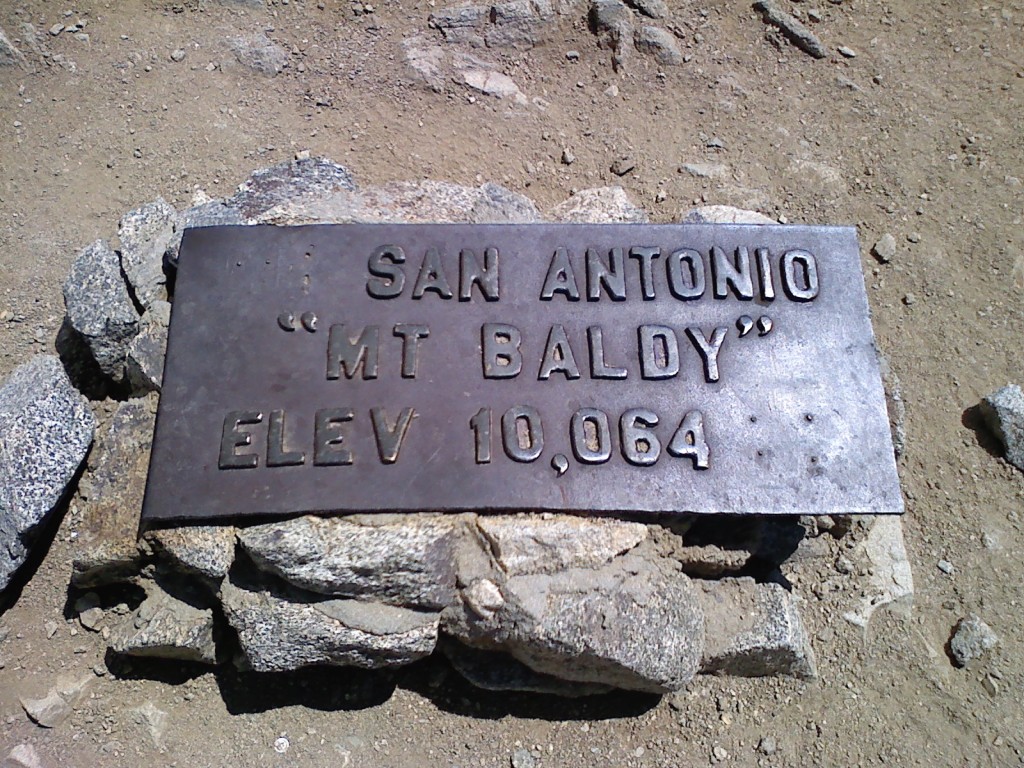 SAN ANTONIO
“MT BALDY”
ELEV 10,064